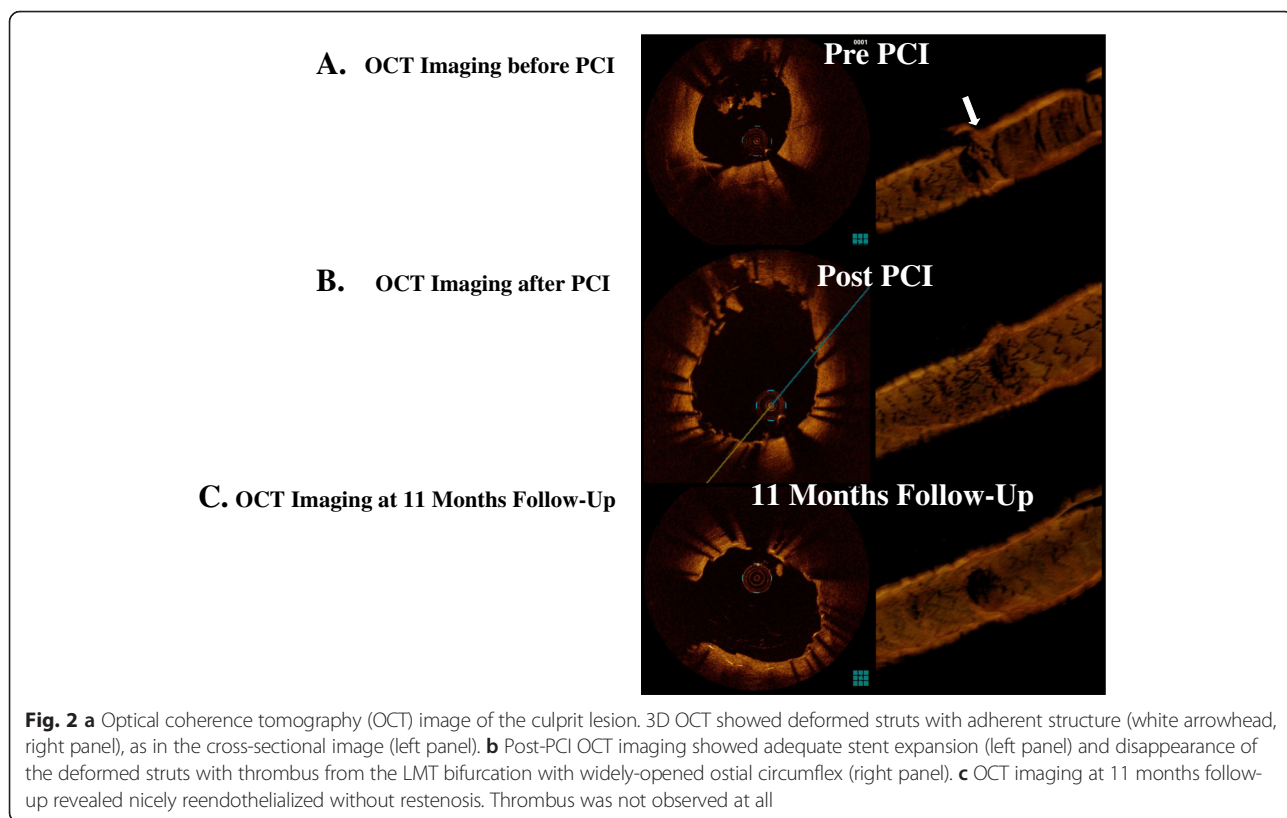 A. OCT Imaging before PCI
0001
Pre PCI
B. OCT Imaging after PCI
Post PCI
C. OCT Imaging at 11 Months Follow-Up
11 Months Follow-Up
Fig. 2 a Optical coherence tomography (OCT) image of the culprit lesion. 3D OCT showed deformed struts with adherent structure (white arrowhead,
right panel), as in the cross-sectional image (left panel). b Post-PCI OCT imaging showed adequate stent expansion (left panel) and disappearance of
the deformed struts with thrombus from the LMT bifurcation with widely-opened ostial circumflex (right panel). c OCT imaging at 11 months follow-
up revealed nicely reendothelialized without restenosis. Thrombus was not observed at all